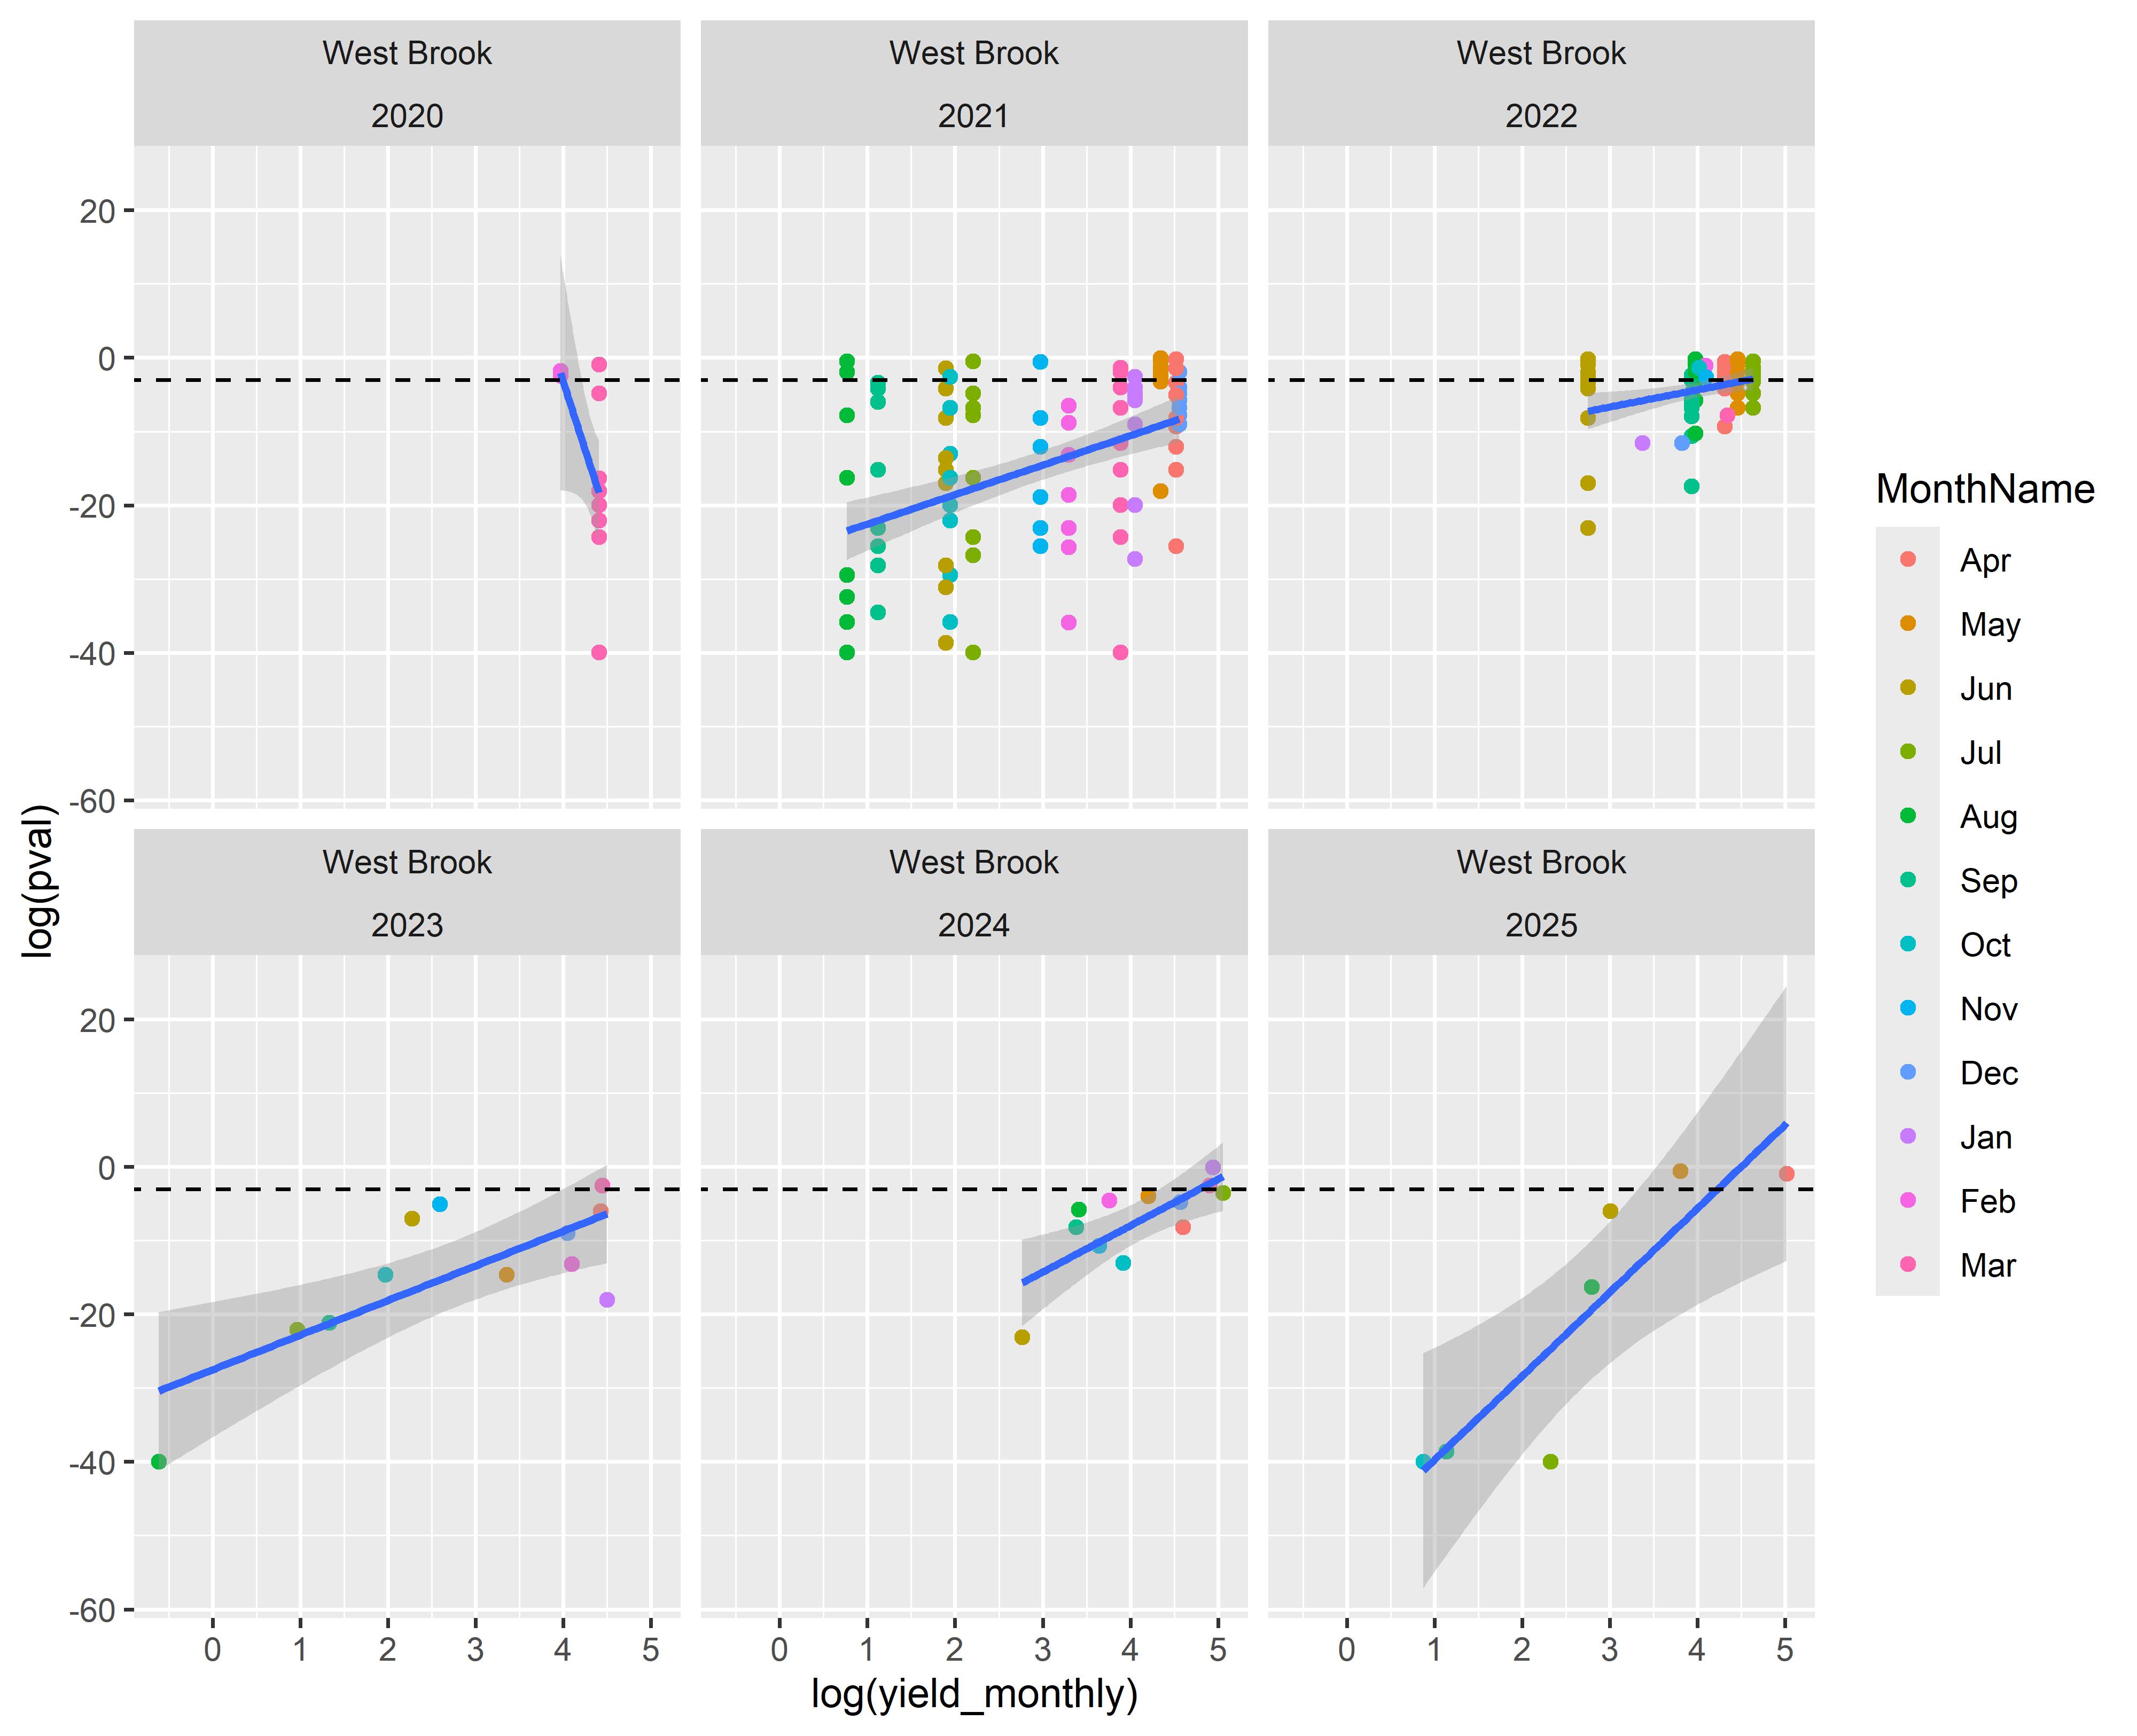 West Brook
2020
West Brook
2021
West Brook
2022
20
0
-20
-40
-60
West Brook
2023
West Brook
2024
West Brook
2025
20
0
-20
-40
-60
0 1 2 3 4 5
0 1 2 3 4 5
0 1 2 3 4 5
log(yield_monthly)
log(pval)
MonthName
Apr
May
Jun
Jul
Aug
Sep
Oct
Nov
Dec
Jan
Feb
Mar